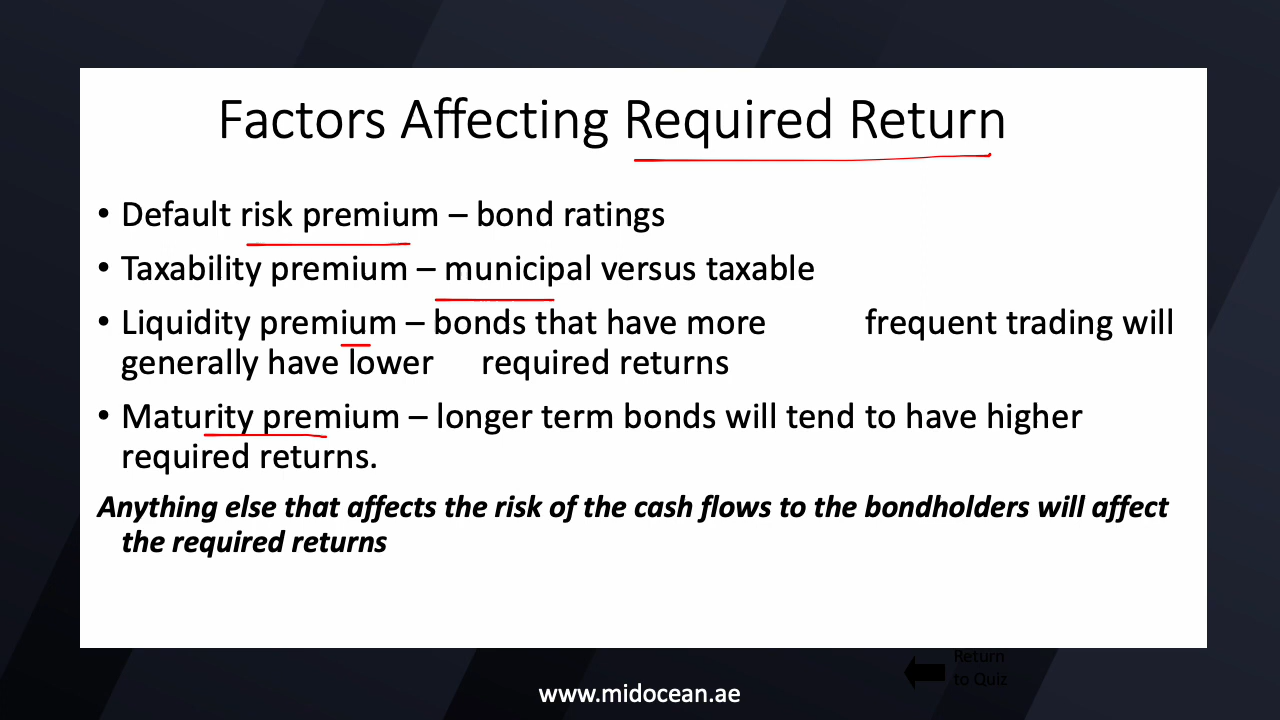 Factors Affecting Required Return
• Default risk premium – bond ratings
• Taxability premium – municipal versus taxable
• Liquidity premium – bonds that have more frequent trading will
generally have lower required returns
• Maturity premium – longer term bonds will tend to have higher
required returns.
Anything else that affects the risk of the cash flows to the bondholders will affect
the required returns
Return
to Quiz
www.midocean.ae